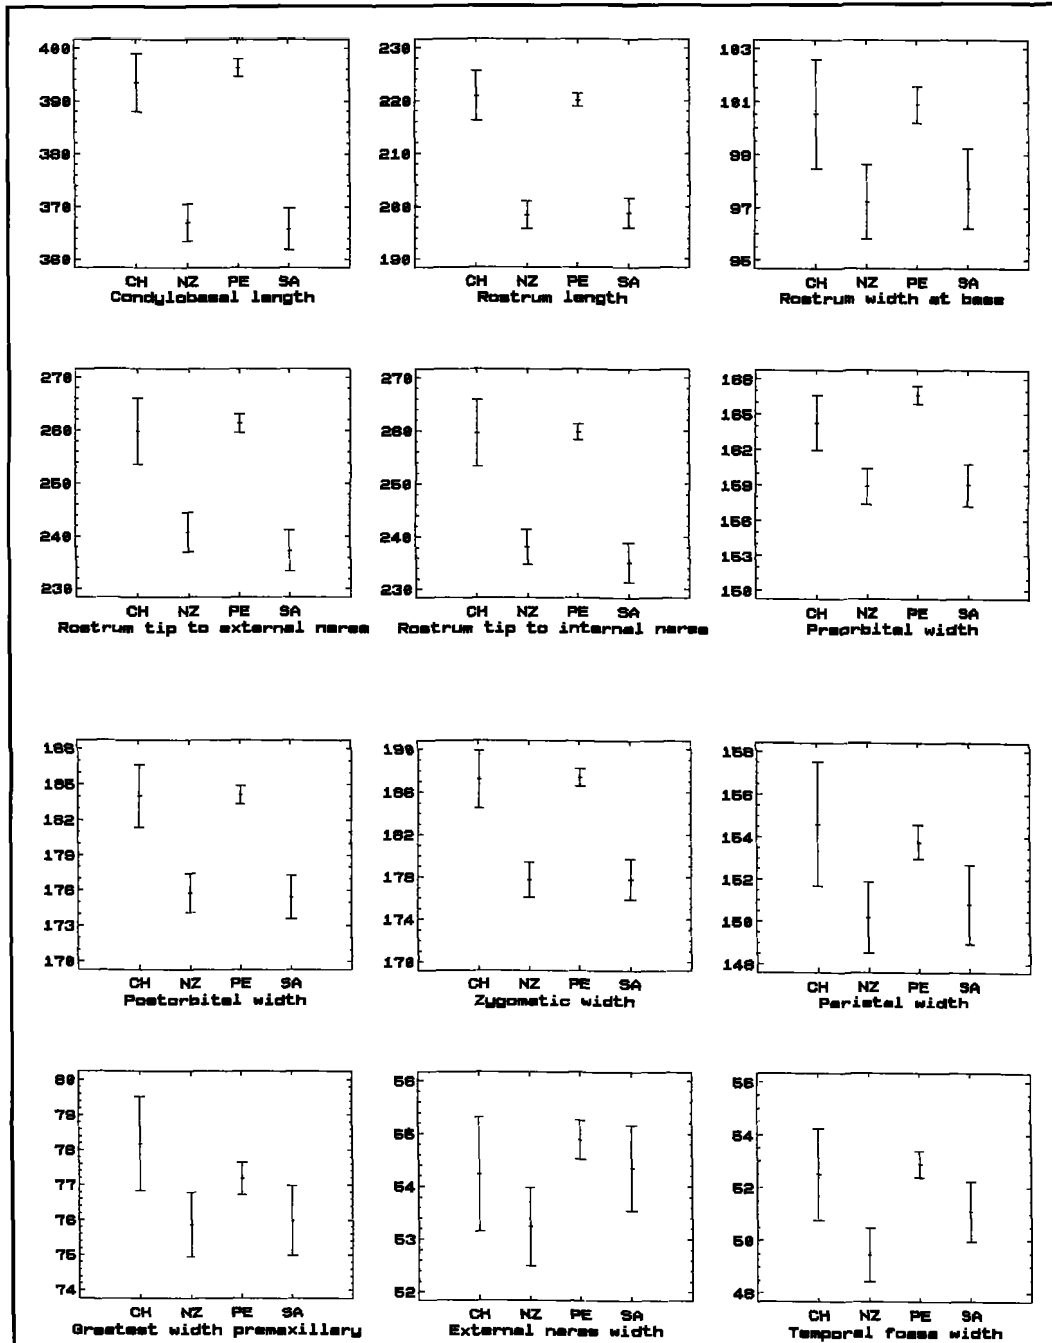 400
390
380
370
360
CH NZ PE SA
Condylobasal length
230
220
210
200
190
CH NZ PE SA
Rostrum length
103
101
99
97
95
CH NZ PE SA
Rostrum width at base
270
260
250
240
230
CH NZ PE SA
Rostrum tip to external nares
270
260
250
240
230
CH NZ PE SA
Rostrum tip to internal nares
168
165
162
159
156
153
150
CH NZ PE SA
Preorbital width
188
185
182
179
176
173
170
CH NZ PE SA
Postorbital width
190
186
182
178
174
170
CH NZ PE SA
Zygomatic width
158
156
154
152
150
148
CH NZ PE SA
Parietal width
80
79
78
77
76
75
74
CH NZ PE SA
Greatest width premaxillary
56
55
54
53
52
CH NZ PE SA
External nares width
56
54
52
50
48
CH NZ PE SA
Temporal fossa width